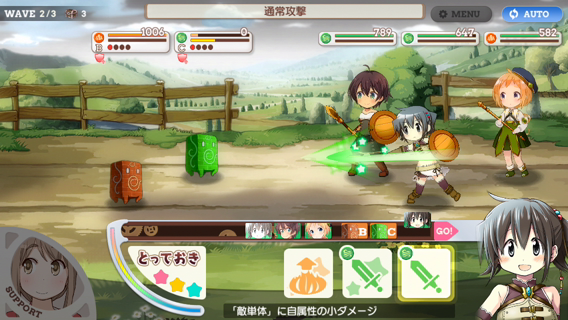 WAVE 2/3 3
通常攻撃
MENU
AUTO
B 1006
C 0
789
647
582
B
C
GO!
とっておき
SUPPORT
「敵単体」に自属性の小ダメージ